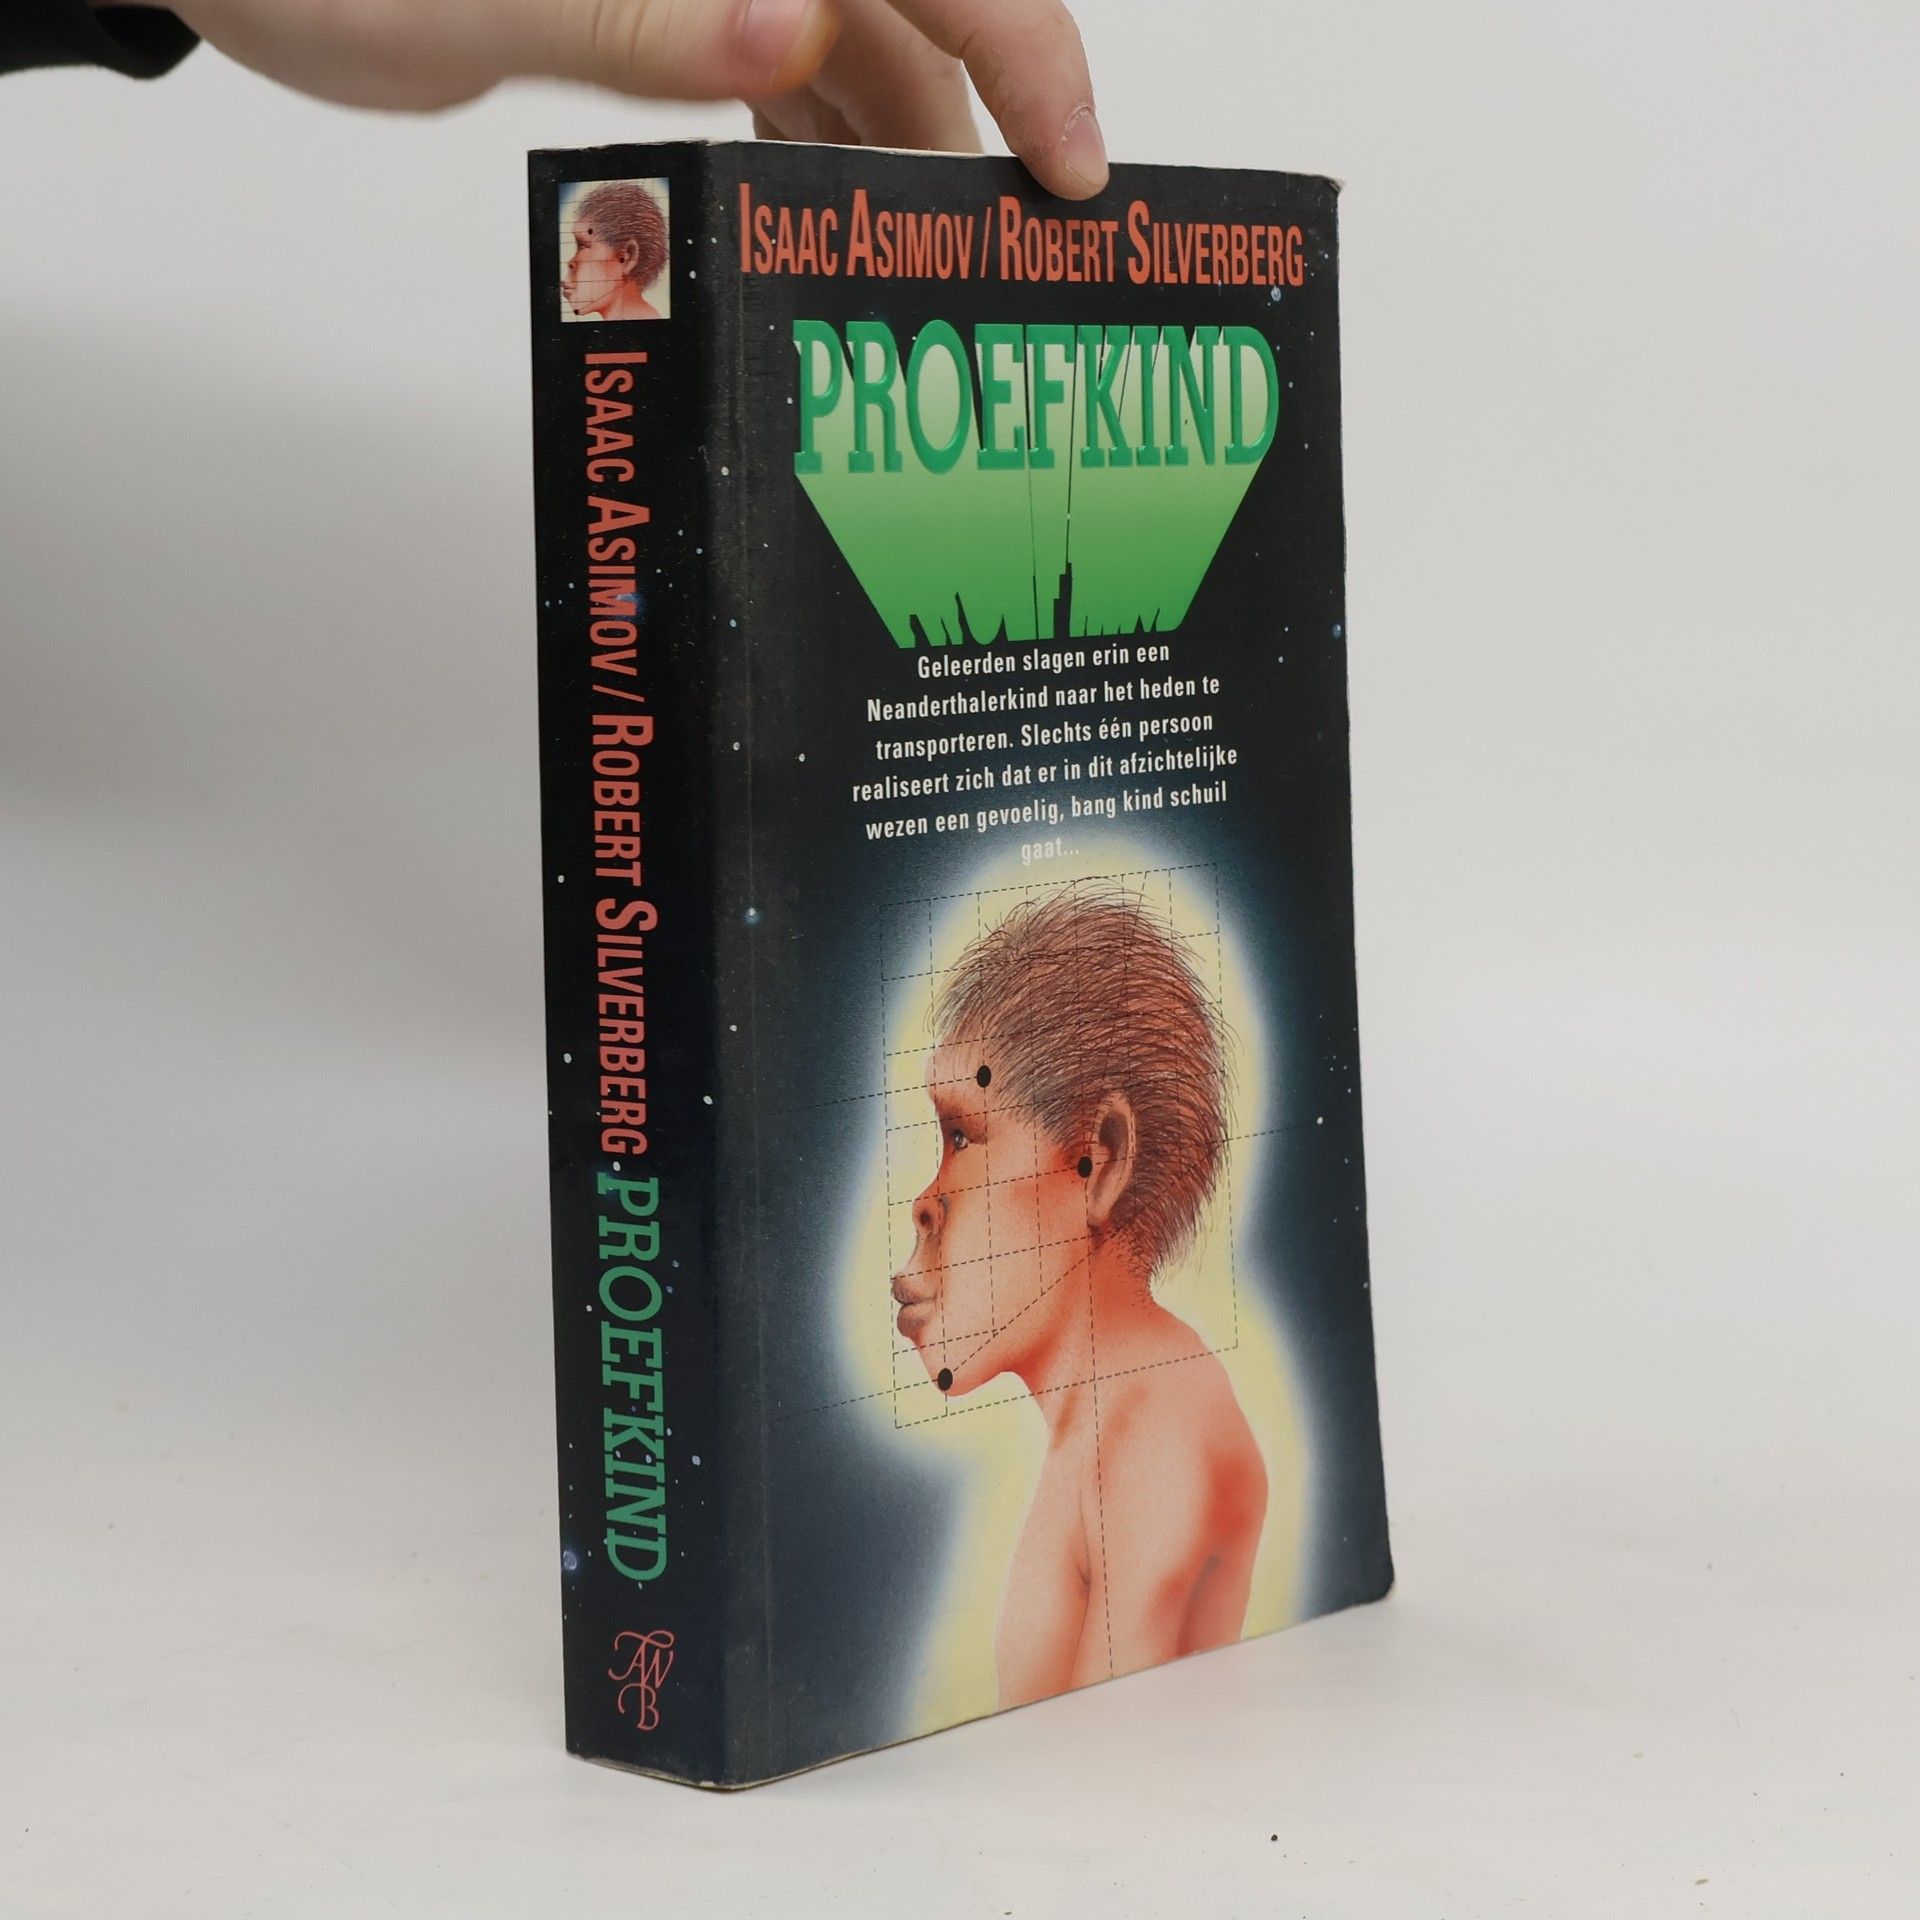 ISAAC ASIMOV / ROBERT SILVERBERG
PROEFKIND
Geleerden slagen erin een
Neanderthalerkind naar het heden te
transporteren. Slechts één persoon
realiseert zich dat er in dit afzichtelijke
wezen een gevoelig, bang kind schuil
gaat...
ISAAC ASIMOV / ROBERT SILVERBERG PROEFKIND
AWB